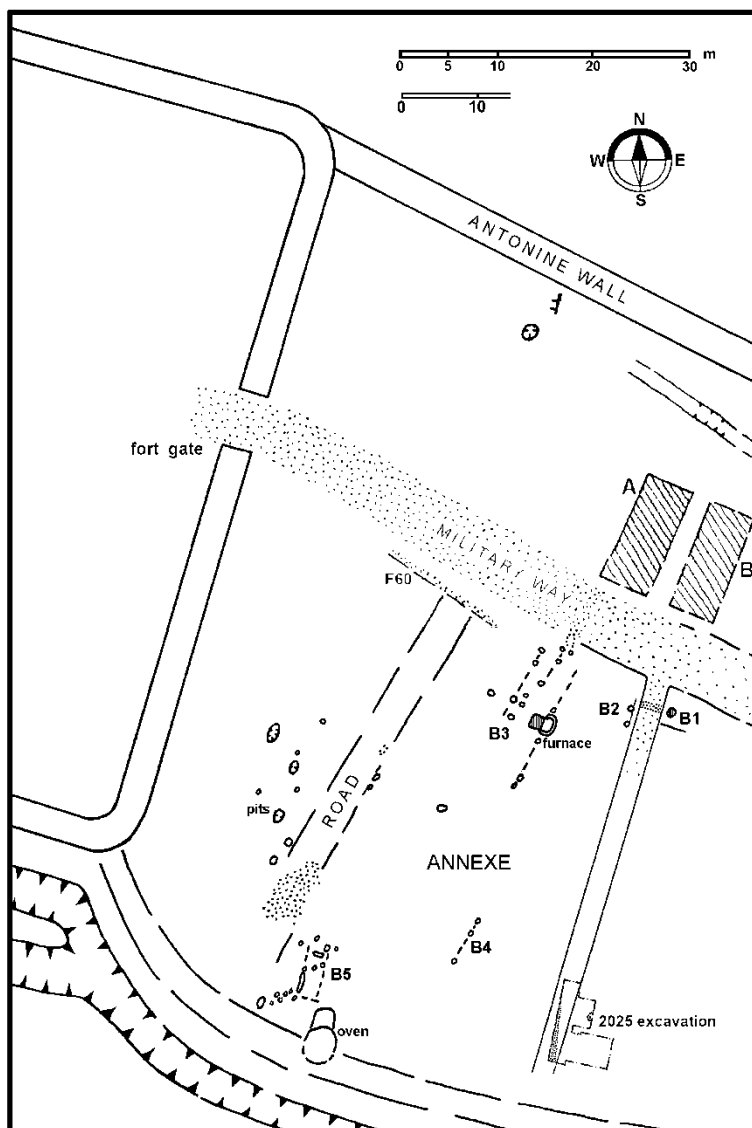 0 5 10 20 30 m
0 10
N
W E
S
ANTONINE WALL
fort gate
A
B
MILITARY WAY
F60
B2 B1
B3
furnace
pits
ROAD
ANNEXE
B4
B5
oven
2025 excavation